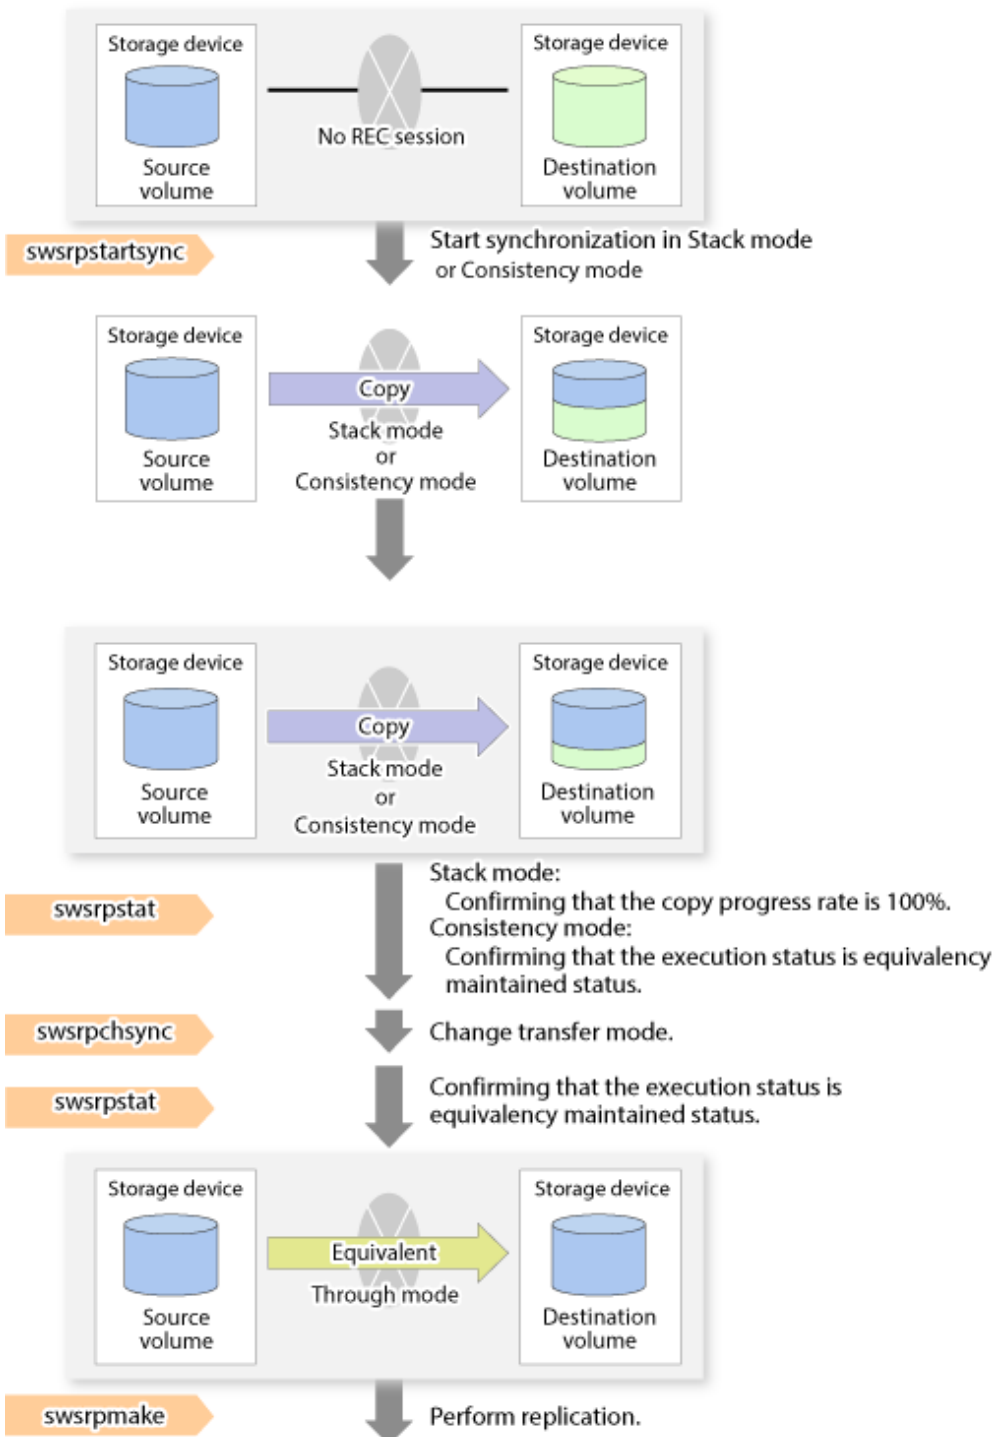 Storage device
Storage device
No REC session
Source
volume
Destination
volume
swsrpstartsync
Start synchronization in Stack mode
or Consistency mode
Storage device
Storage device
Copy
Stack mode
or
Consistency mode
Source
volume
Destination
volume
Storage device
Storage device
Copy
Stack mode
or
Consistency mode
Source
volume
Destination
volume
swsrpstat
Stack mode:
Confirming that the copy progress rate is 100%.
Consistency mode:
Confirming that the execution status is equivalency
maintained status.
swsrpchsync
Change transfer mode.
swsrpstat
Confirming that the execution status is
equivalency maintained status.
Storage device
Storage device
Equivalent
Through mode
Source
volume
Destination
volume
swsrpmake
Perform replication.